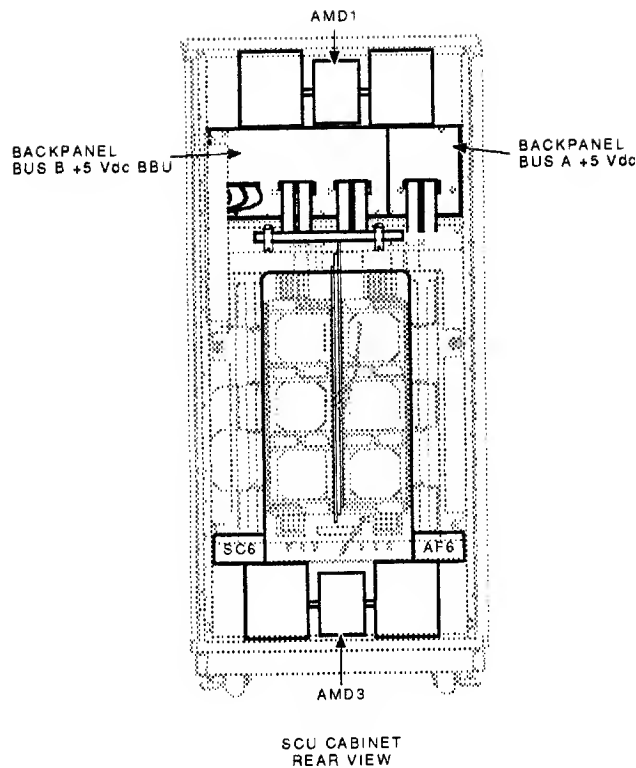 AMD1
BACKPANEL
BUS B +5 Vdc BBU
BACKPANEL
BUS A +5 Vdc
SC6
AF6
AMD3
SCU CABINET
REAR VIEW